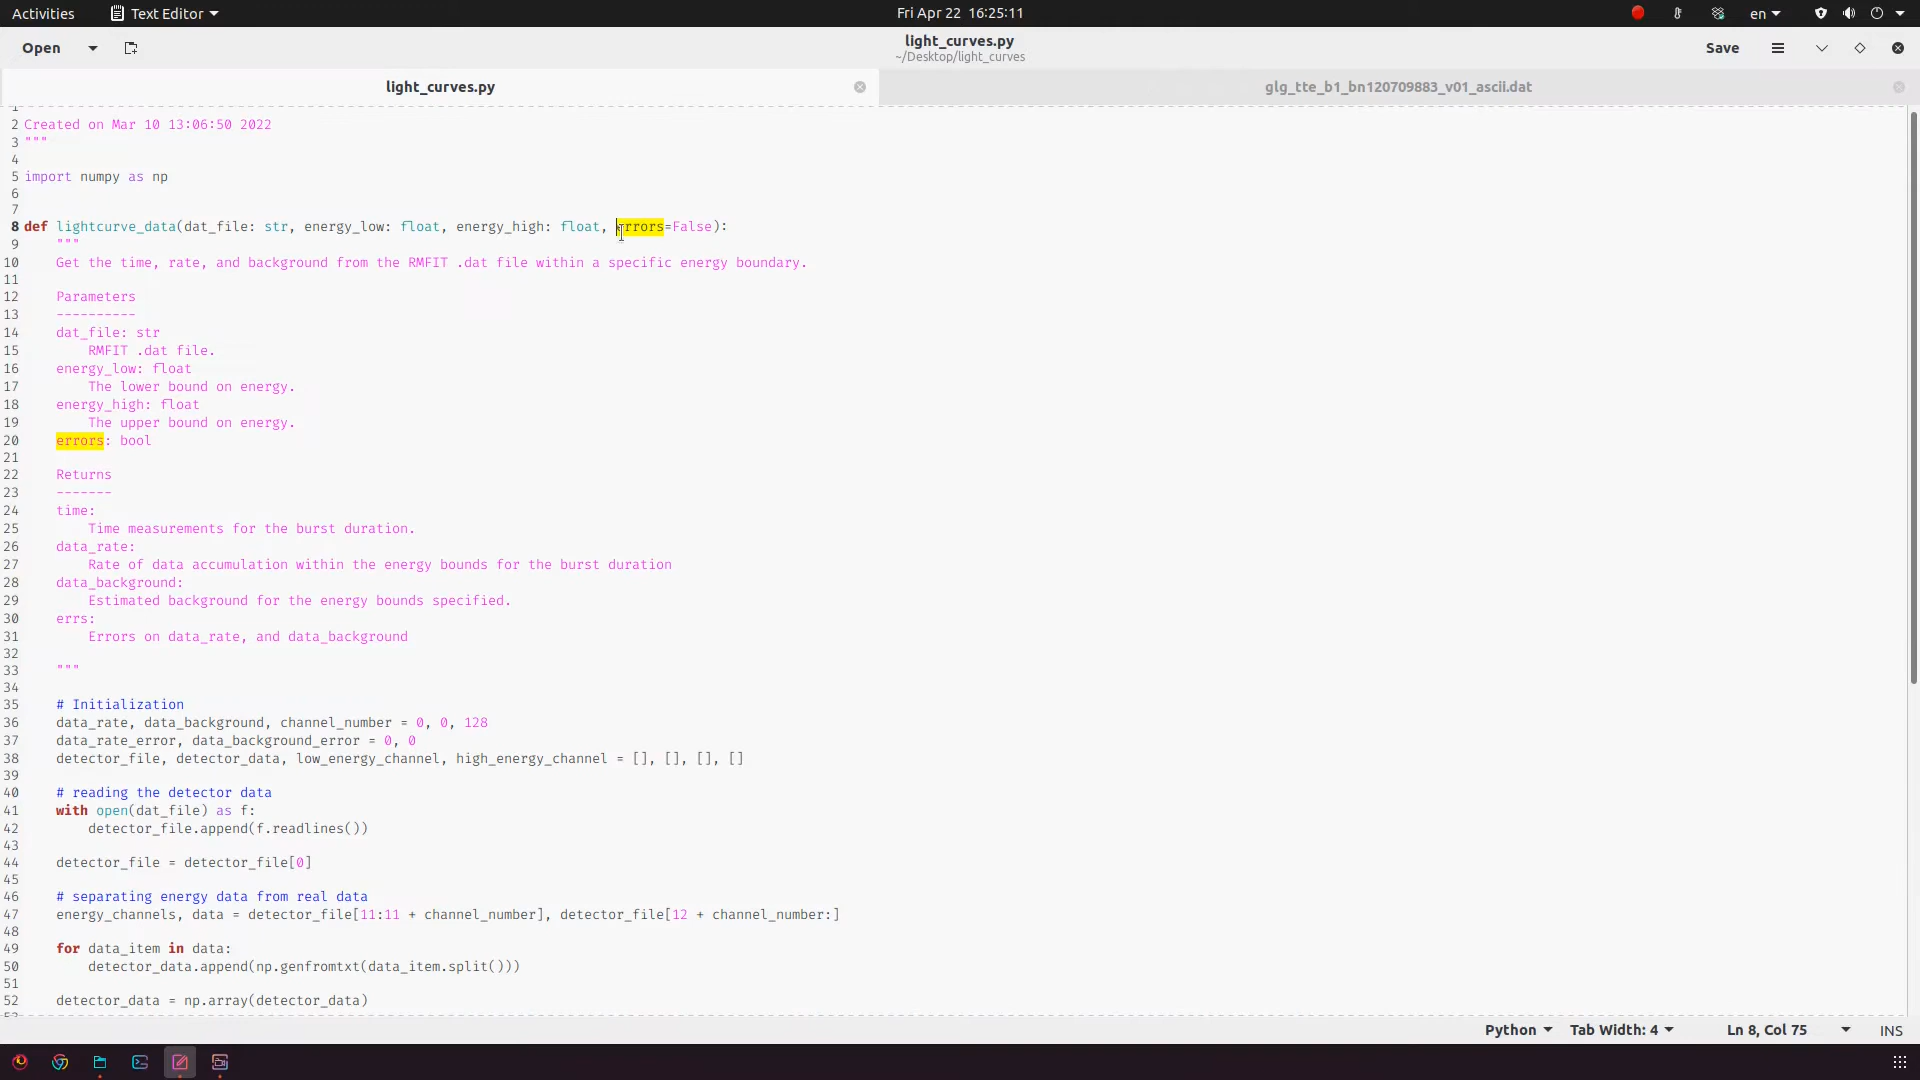 Activities
Text Editor
Fri Apr 22 16:25:11
en
Open
light_curves.py
~/Desktop/light_curves
Save
light_curves.py
glg_tte_b1_bn120709883_v01_ascii.dat
1
2 Created on Mar 10 13:06:50 2022
3 """
4
5 import numpy as np
6
7
8 def lightcurve_data(dat_file: str, energy_low: float, energy_high: float, errors=False):
9     """
10     Get the time, rate, and background from the RMFIT .dat file within a specific energy boundary.
11
12     Parameters
13     ----------
14     dat_file: str
15         RMFIT .dat file.
16     energy_low: float
17         The lower bound on energy.
18     energy_high: float
19         The upper bound on energy.
20     errors: bool
21
22     Returns
23     -------
24     time:
25         Time measurements for the burst duration.
26     data_rate:
27         Rate of data accumulation within the energy bounds for the burst duration
28     data_background:
29         Estimated background for the energy bounds specified.
30     errs:
31         Errors on data_rate, and data_background
32
33     """
34
35     # Initialization
36     data_rate, data_background, channel_number = 0, 0, 128
37     data_rate_error, data_background_error = 0, 0
38     detector_file, detector_data, low_energy_channel, high_energy_channel = [], [], [], []
39
40     # reading the detector data
41     with open(dat_file) as f:
42         detector_file.append(f.readlines())
43
44     detector_file = detector_file[0]
45
46     # separating energy data from real data
47     energy_channels, data = detector_file[11:11 + channel_number], detector_file[12 + channel_number:]
48
49     for data_item in data:
50         detector_data.append(np.genfromtxt(data_item.split()))
51
52     detector_data = np.array(detector_data)
53
Python
Tab Width: 4
Ln 8, Col 75
INS